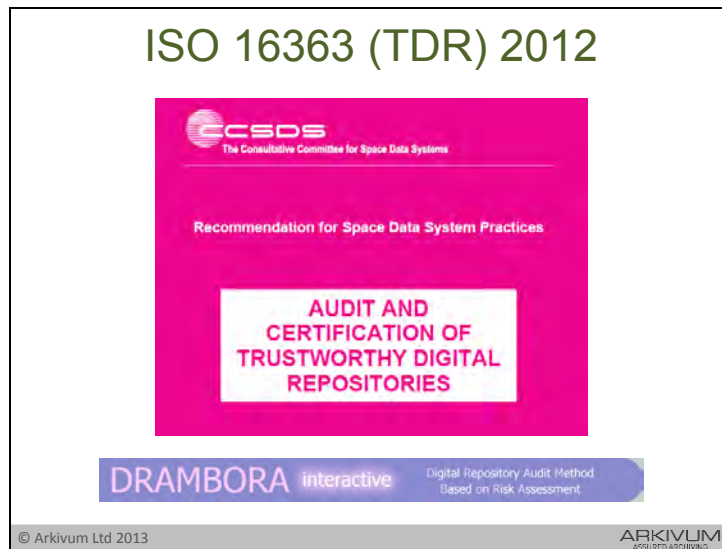 ISO 16363 (TDR) 2012
CCSDS
The Consultative Committee for Space Data Systems
Recommendation for Space Data System Practices
AUDIT AND
CERTIFICATION OF
TRUSTWORTHY DIGITAL
REPOSITORIES
DRAMBORA interactive
Digital Repository Audit Method
Based on Risk Assessment
© Arkivum Ltd 2013
ARKIVUM
ASSURED ARCHIVING